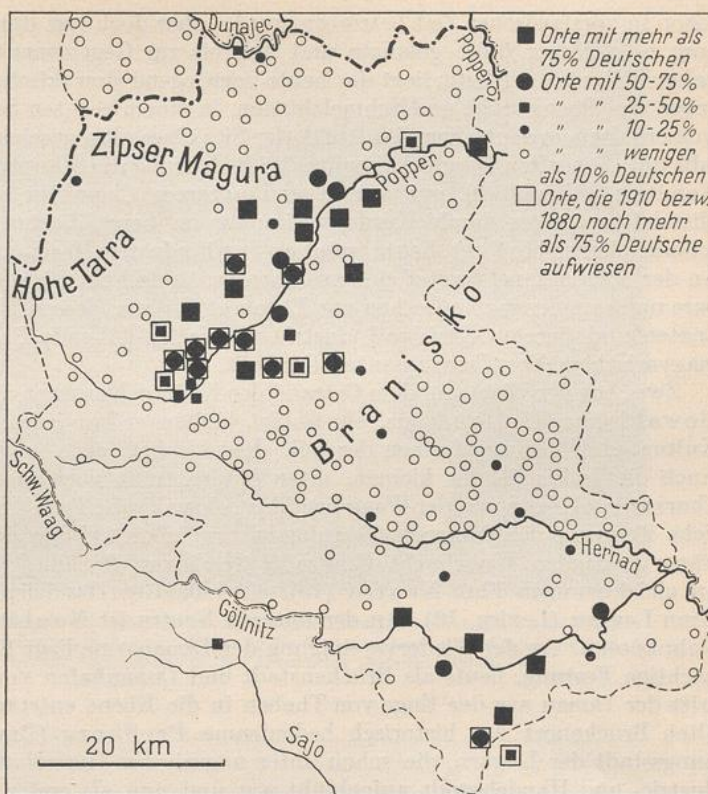 Dunajec
Popper
Orte mit mehr als
75% Deutschen
Orte mit 50-75%
" " 25-50%
" " 10-25%
" " weniger
als 10% Deutschen
Orte, die 1910 bezw.
1880 noch mehr
als 75% Deutsche
aufwiesen
Zipser Magura
Popper
Hohe Tatra
Branisko
Schw. Waag
Hernad
Göllnitz
Sajo
20 km